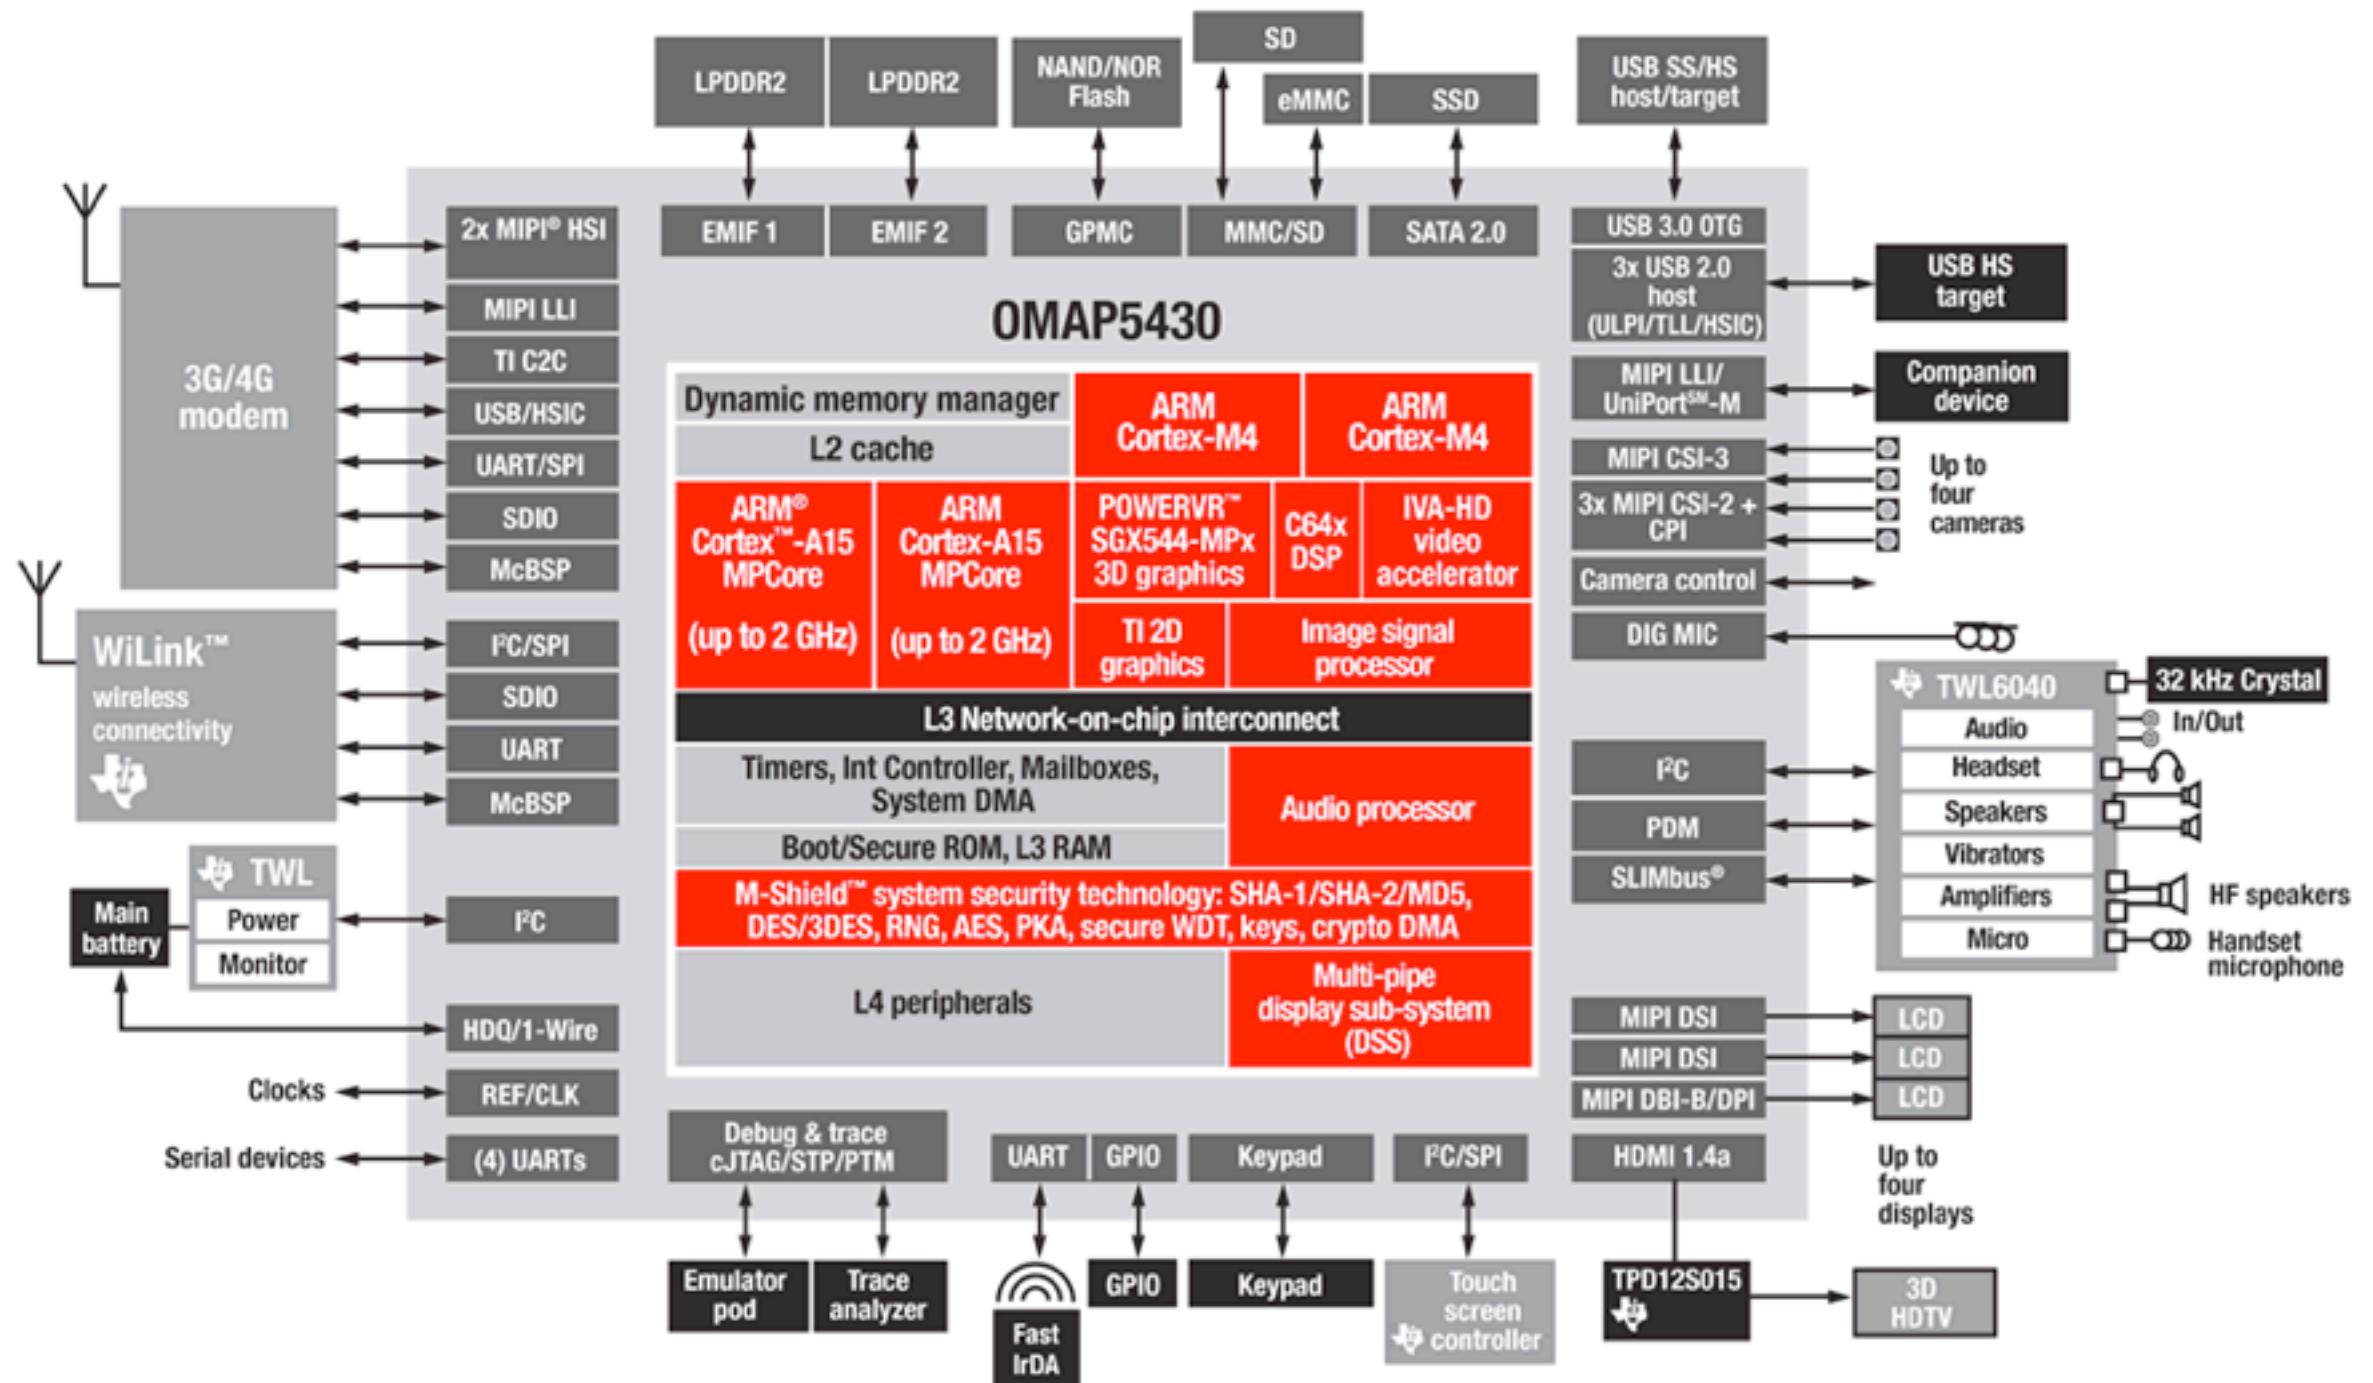 SD
LPDDR2
LPDDR2
NAND/NOR
Flash
eMMC
SSD
USB SS/HS
host/target
EMIF 1
EMIF 2
GPMC
MMC/SD
SATA 2.0
USB 3.0 OTG
3x USB 2.0
host
(ULPI/TLL/HSIC)
USB HS
target
MIPI LLI/
UniPort℠-M
Companion
device
MIPI CSI-3
3x MIPI CSI-2 +
CPI
Up to
four
cameras
Camera control
DIG MIC
3G/4G
modem
2x MIPI® HSI
MIPI LLI
TI C2C
USB/HSIC
UART/SPI
SDIO
McBSP
WiLink™
wireless
connectivity
I²C/SPI
SDIO
UART
McBSP
TWL
Power
Monitor
Main
battery
I²C
HDQ/1-Wire
Clocks
REF/CLK
Serial devices
(4) UARTs
OMAP5430
Dynamic memory manager
L2 cache
ARM
Cortex-M4
ARM
Cortex-M4
ARM®
Cortex™-A15
MPCore
(up to 2 GHz)
ARM
Cortex-A15
MPCore
(up to 2 GHz)
POWERVR™
SGX544-MPx
3D graphics
C64x
DSP
IVA-HD
video
accelerator
TI 2D
graphics
Image signal
processor
L3 Network-on-chip interconnect
Timers, Int Controller, Mailboxes,
System DMA
Boot/Secure ROM, L3 RAM
Audio processor
M-Shield™ system security technology: SHA-1/SHA-2/MD5,
DES/3DES, RNG, AES, PKA, secure WDT, keys, crypto DMA
L4 peripherals
Multi-pipe
display sub-system
(DSS)
I²C
PDM
SLIMbus®
TWL6040
Audio
Headset
Speakers
Vibrators
Amplifiers
Micro
32 kHz Crystal
In/Out
HF speakers
Handset
microphone
MIPI DSI
LCD
MIPI DSI
LCD
MIPI DBI-B/DPI
LCD
Up to
four
displays
HDMI 1.4a
TPD12S015
3D
HDTV
Debug & trace
cJTAG/STP/PTM
UART
GPIO
Keypad
I²C/SPI
Emulator
pod
Trace
analyzer
Fast
IrDA
GPIO
Keypad
Touch
screen
controller